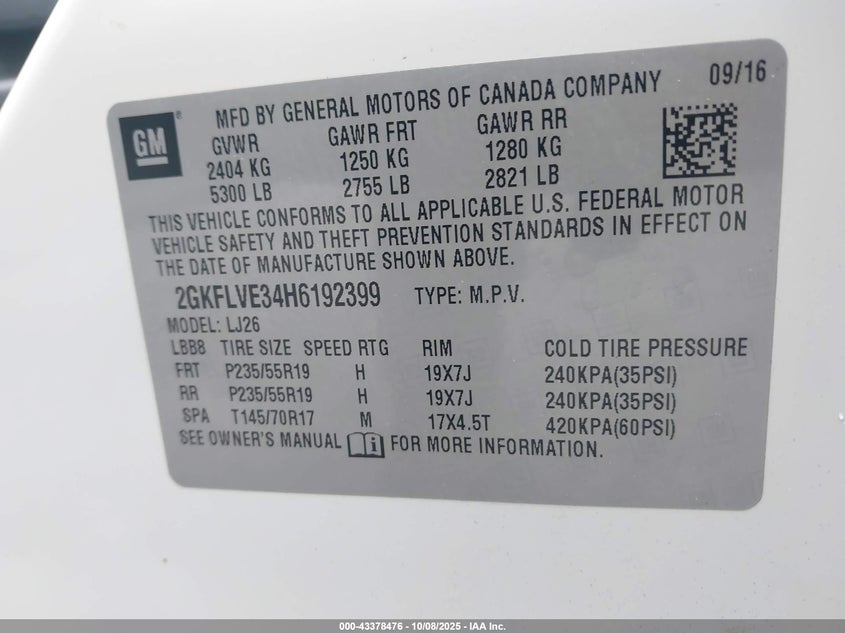 09/16
MFD BY GENERAL MOTORS OF CANADA COMPANY
GM ®
GVWR GAWR FRT GAWR RR
2404 KG 1250 KG 1280 KG
5300 LB 2755 LB 2821 LB
THIS VEHICLE CONFORMS TO ALL APPLICABLE U.S. FEDERAL MOTOR
VEHICLE SAFETY AND THEFT PREVENTION STANDARDS IN EFFECT ON
THE DATE OF MANUFACTURE SHOWN ABOVE.
2GKFLVE34H6192399 TYPE: M.P.V.
MODEL: LJ26
LBB8 TIRE SIZE SPEED RTG RIM COLD TIRE PRESSURE
FRT P235/55R19 H 19X7J 240KPA(35PSI)
RR P235/55R19 H 19X7J 240KPA(35PSI)
SPA T145/70R17 M 17X4.5T 420KPA(60PSI)
SEE OWNER'S MANUAL i FOR MORE INFORMATION.
000-43378476 - 10/08/2025 - IAA Inc.